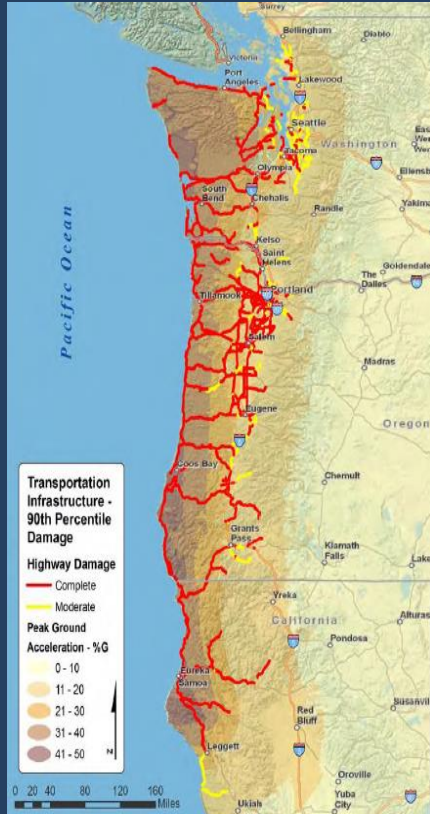 Surrey
Bellingham
Diablo
Victoria
Port
Angeles
Lakewood
Seattle
Tacoma
Washington
Olympia
Ellensb
South
Bend
Chehalis
Randle
Yakima
Kelso
Saint
Helens
Goldendale
Pacific Ocean
Tillamook
Portland
The
Dalles
Salem
Madras
Eugene
Oregon
Coos Bay
Chemult
Grants
Pass
Klamath
Falls
Lake
Yreka
California
Alturas
Pondosa
Eureka
Samoa
Susanvill
Red
Bluff
Leggett
Oroville
Ukiah
Yuba
City
Transportation
Infrastructure -
90th Percentile
Damage
Highway Damage
Complete
Moderate
Peak Ground
Acceleration - %G
0 - 10
11 - 20
21 - 30
31 - 40
41 - 50
N
0 20 40 80 120 160
Miles